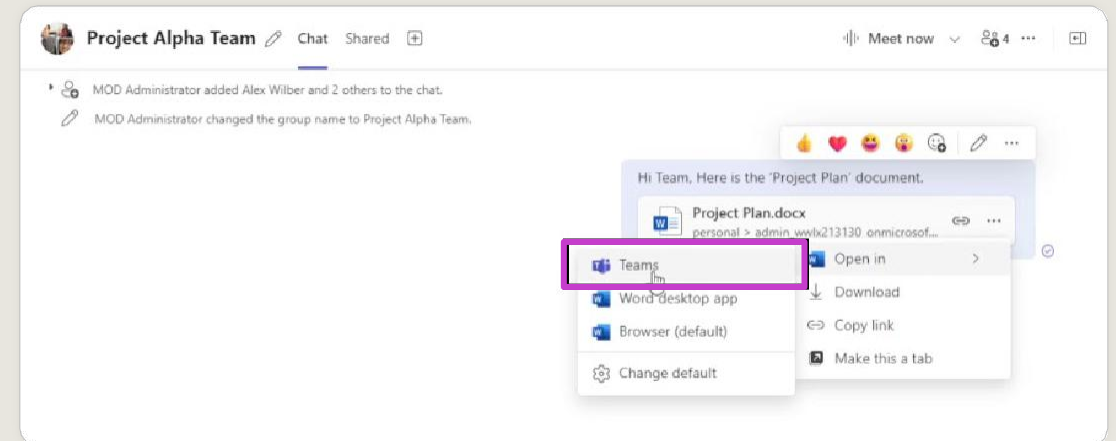 Project Alpha Team Chat Shared Meet now 4
MOD Administrator added Alex Wilber and 2 others to the chat.
MOD Administrator changed the group name to Project Alpha Team.
Hi Team, Here is the 'Project Plan' document.
Project Plan.docx
personal > admin_wwlx213130_onmicrosof...
Open in
Download
Copy link
Make this a tab
Teams
Word desktop app
Browser (default)
Change default